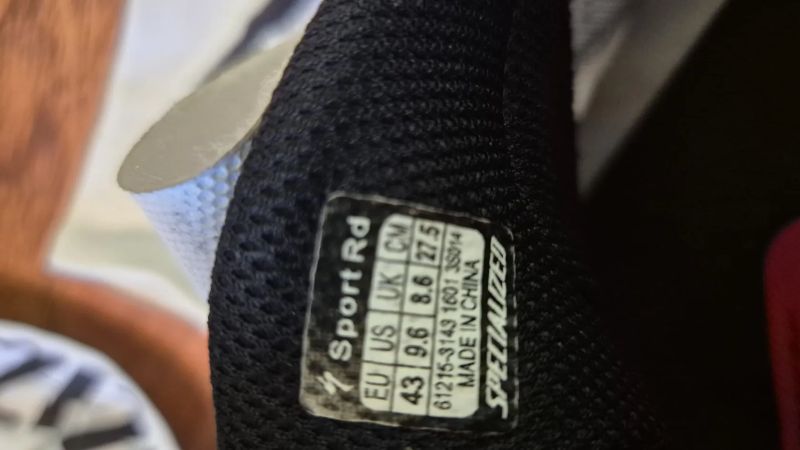 Sport Rd
EU US UK CM
43 9.6 8.6 27.5
61215-3143 1601 3S014
MADE IN CHINA
SPECIALIZED